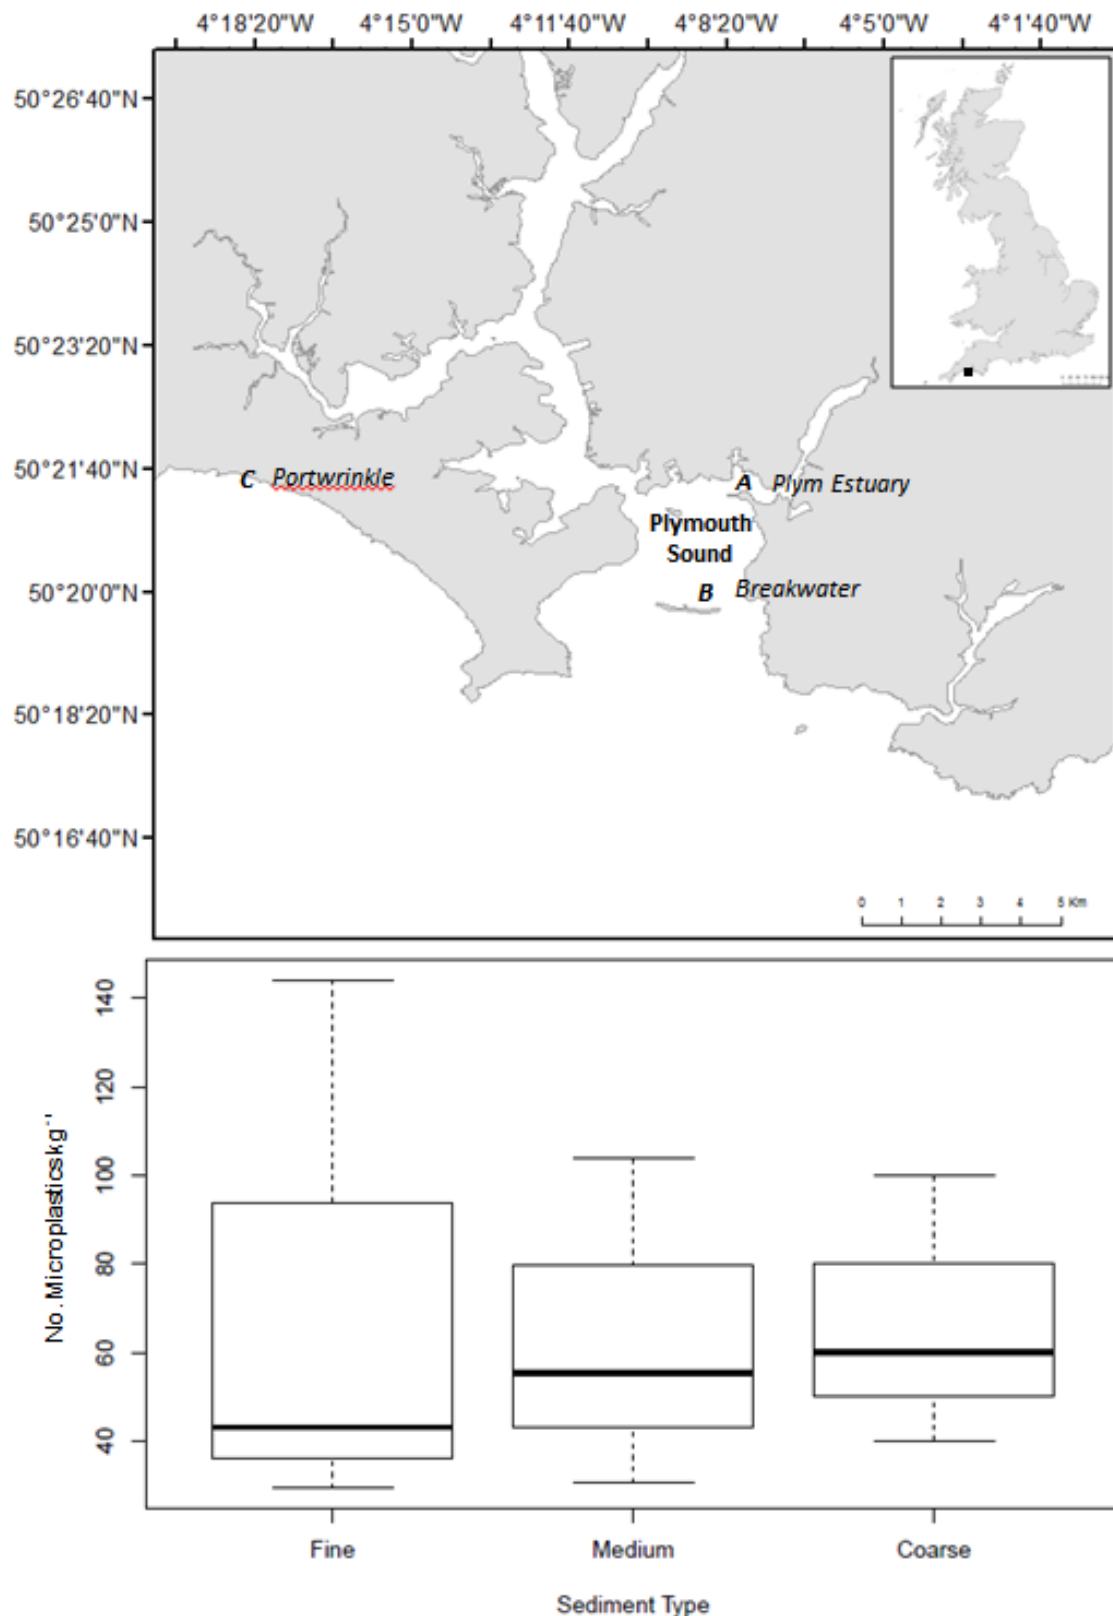 4°18'20"W 4°15'0"W 4°11'40"W 4°8'20"W 4°5'0"W 4°1'40"W
50°26'40"N
50°25'0"N
50°23'20"N
50°21'40"N
C Portwrinkle
A Plym Estuary
Plymouth
Sound
50°20'0"N
B Breakwater
50°18'20"N
50°16'40"N
0 1 2 3 4 5 Km
No. Microplasticskg⁻¹
140
120
100
80
60
40
Fine Medium Coarse
Sediment Type